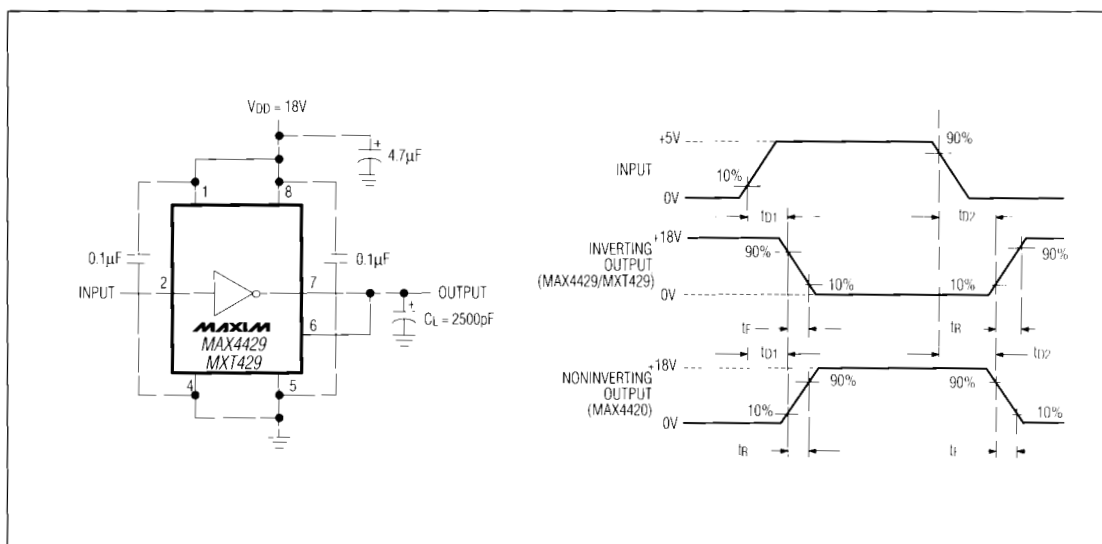 VDD = 18V
+
4.7µF
1
8
0.1µF
0.1µF
INPUT
2
7
OUTPUT
+
CL = 2500pF
6
MAXIM
MAX4429
MXT429
4
5
+5V
90%
INPUT
10%
0V
tD1
tD2
+18V
INVERTING
OUTPUT
(MAX4429/MXT429)
90%
90%
10%
10%
0V
tF
tR
tD1
tD2
+18V
NONINVERTING
OUTPUT
(MAX4420)
90%
90%
10%
10%
0V
tR
tF